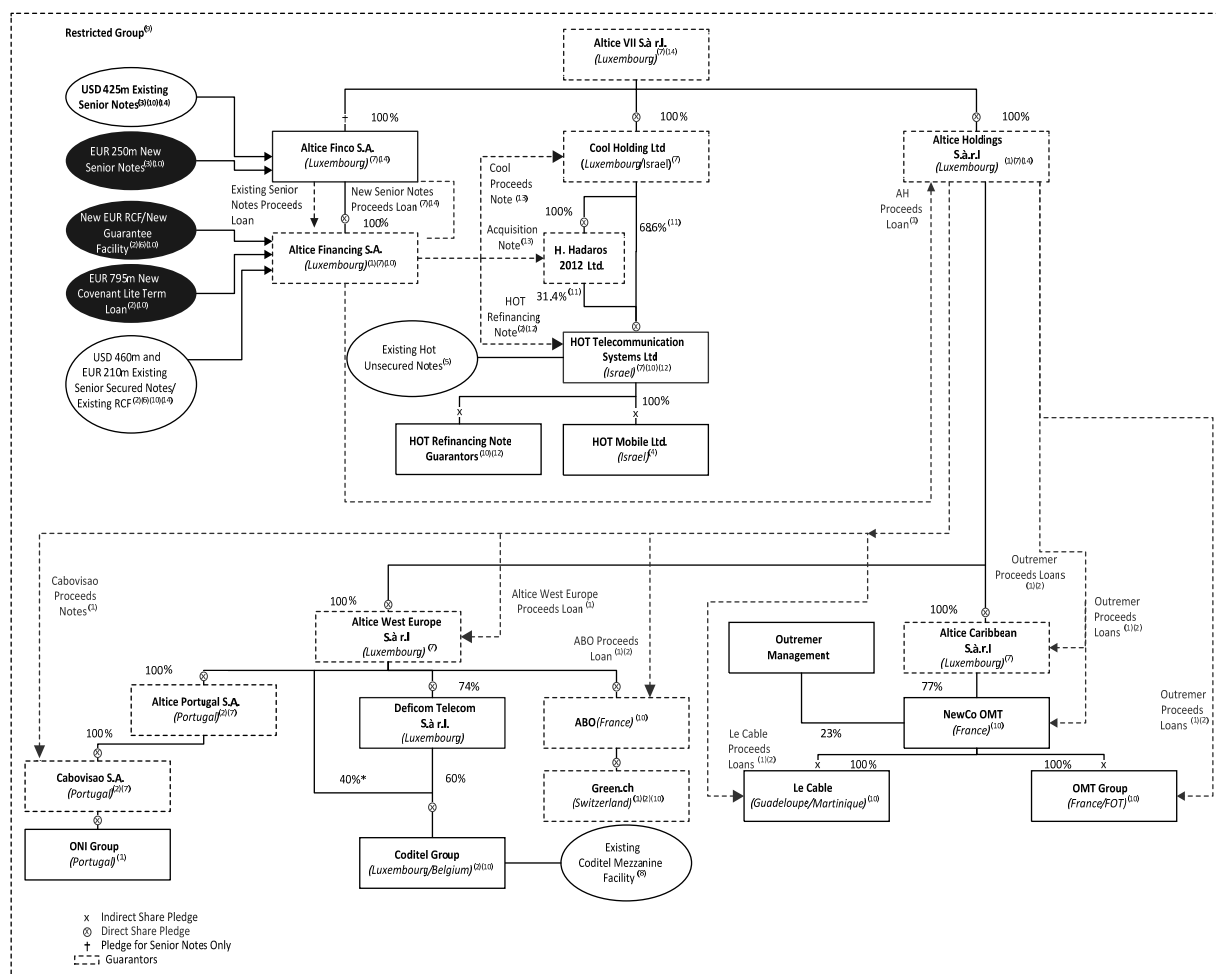 Restricted Group(9)
Altice VII S.à r.l.
(Luxembourg)(7)(14)
USD 425m Existing
Senior Notes(3)(10)(14)
100%
100%
100%
EUR 250m New
Senior Notes(3)(10)
Altice Finco S.A.
(Luxembourg)(7)(14)
Cool Holding Ltd
(Luxembourg/Israel)(7)
Altice Holdings
S.à.r.l
(Luxembourg)(1)(7)(14)
Existing Senior
Notes Proceeds
Loan
New Senior Notes
Proceeds Loan(7)(14)
100%
Cool
Proceeds
Note(13)
100%
68.6%(11)
AH
Proceeds
Loan(1)
New EUR RCF/New
Guarantee
Facility(2)(6)(10)
Altice Financing S.A.
(Luxembourg)(1)(7)(10)
Acquisition
Note(13)
H. Hadaros
2012 Ltd.
EUR 795m New
Covenant Lite Term
Loan(2)(10)
31.4%(11)
HOT
Refinancing
Note(2)(12)
USD 460m and
EUR 210m Existing
Senior Secured Notes/
Existing RCF(2)(6)(10)(14)
Existing Hot
Unsecured Notes(5)
HOT Telecommunication
Systems Ltd
(Israel)(7)(10)(12)
100%
x
x
HOT Refinancing Note
Guarantors(10)(12)
HOT Mobile Ltd.
(Israel)(4)
Cabovisao
Proceeds
Notes(1)
100%
Altice West Europe
Proceeds Loan(1)
Outremer
Proceeds Loans
(1)(2)
Altice West Europe
S.à r.l
(Luxembourg)(7)
ABO Proceeds
Loan(1)(2)
100%
Outremer
Proceeds
Loans(1)(2)
Outremer
Management
Altice Caribbean
S.à.r.l
(Luxembourg)(7)
100%
74%
77%
Altice Portugal S.A.
(Portugal)(2)(7)
Deficom Telecom
S.à r.l.
(Luxembourg)
ABO(France)(10)
NewCo OMT
(France)(10)
Outremer
Proceeds
Loans(1)(2)
100%
23%
Le Cable
Proceeds
Loans(1)(2)
x
100%
100%
x
Cabovisao S.A.
(Portugal)(2)(7)
40%*
60%
Green.ch
(Switzerland)(1)(2)(10)
Le Cable
(Guadeloupe/Martinique)(10)
OMT Group
(France/FOT)(10)
ONI Group
(Portugal)(1)
Coditel Group
(Luxembourg/Belgium)(2)(10)
Existing
Coditel Mezzanine
Facility(8)
x Indirect Share Pledge
⊗ Direct Share Pledge
† Pledge for Senior Notes Only
Guarantors